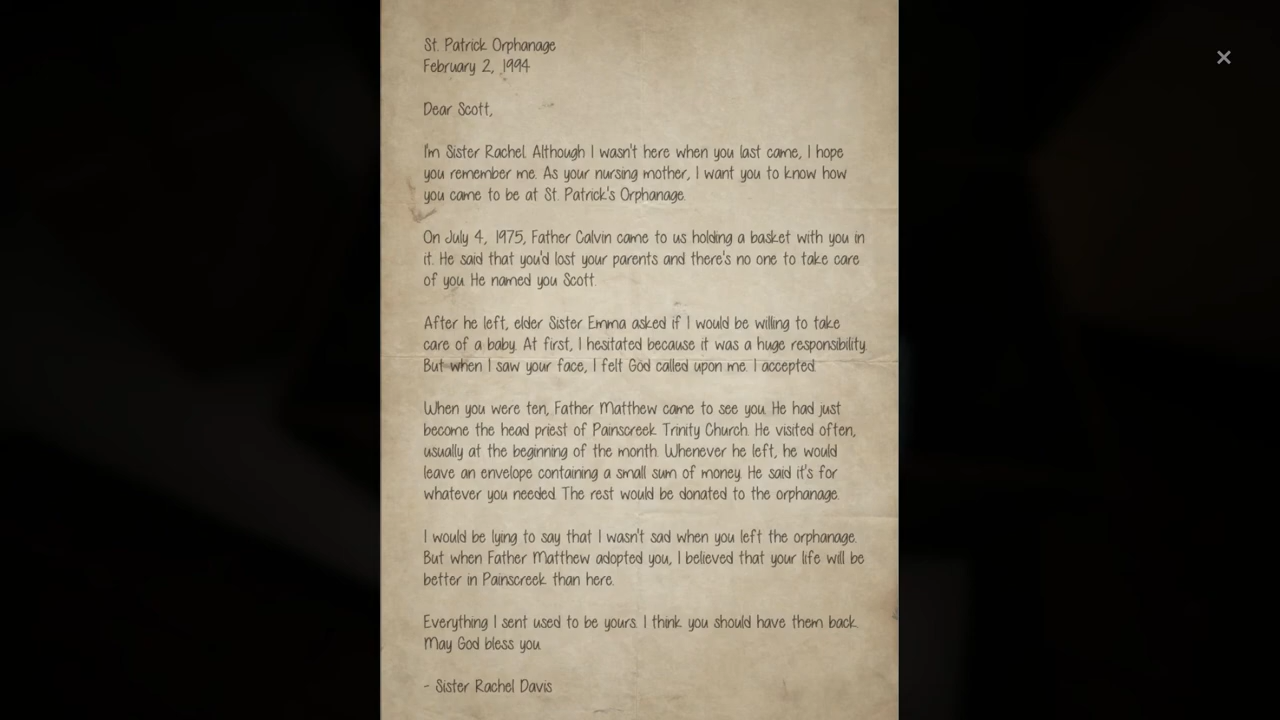 St. Patrick Orphanage
February 2, 1994
Dear Scott,
I'm Sister Rachel. Although I wasn't here when you last came, I hope
you remember me. As your nursing mother, I want you to know how
you came to be at St. Patrick's Orphanage.
On July 4, 1975, Father Calvin came to us holding a basket with you in
it. He said that you'd lost your parents and there's no one to take care
of you. He named you Scott.
After he left, elder Sister Emma asked if I would be willing to take
care of a baby. At first, I hesitated because it was a huge responsibility.
But when I saw your face, I felt God called upon me. I accepted.
When you were ten, Father Matthew came to see you. He had just
become the head priest of Painscreek Trinity Church. He visited often,
usually at the beginning of the month. Whenever he left, he would
leave an envelope containing a small sum of money. He said it's for
whatever you needed. The rest would be donated to the orphanage.
I would be lying to say that I wasn't sad when you left the orphanage.
But when Father Matthew adopted you, I believed that your life will be
better in Painscreek than here.
Everything I sent used to be yours. I think you should have them back.
May God bless you.
- Sister Rachel Davis